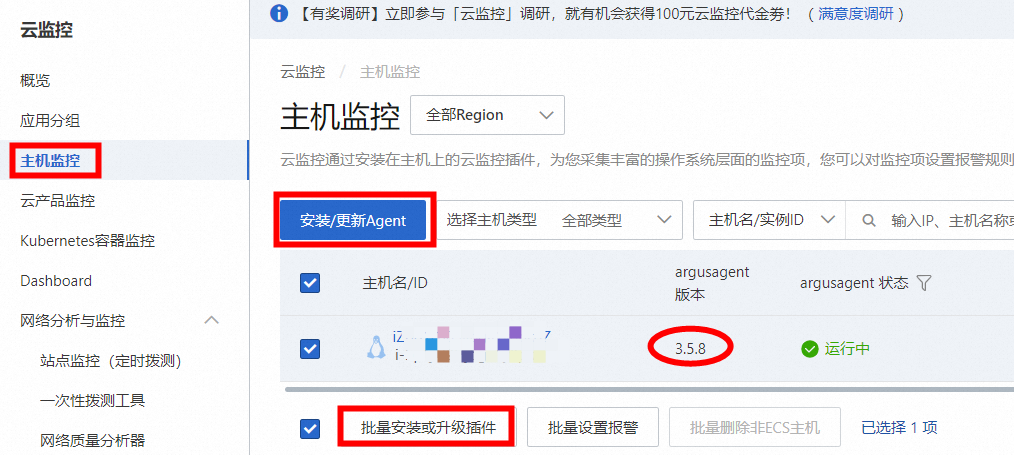 云监控
概览
应用分组
主机监控
云产品监控
Kubernetes容器监控
Dashboard
网络分析与监控
站点监控（定时拨测）
一次性拨测工具
网络质量分析器
【有奖调研】立即参与「云监控」调研，就有机会获得100元云监控代金券！（满意度调研）
云监控 / 主机监控
主机监控 全部Region
云监控通过安装在主机上的云监控插件，为您采集丰富的操作系统层面的监控项，您可以对监控项设置报警规则
安装/更新Agent 选择主机类型 全部类型 主机名/实例ID 输入IP、主机名称或
主机名/ID argusagent 版本 argusagent 状态
3.5.8 运行中
批量安装或升级插件 批量设置报警 批量删除非ECS主机 已选择 1 项